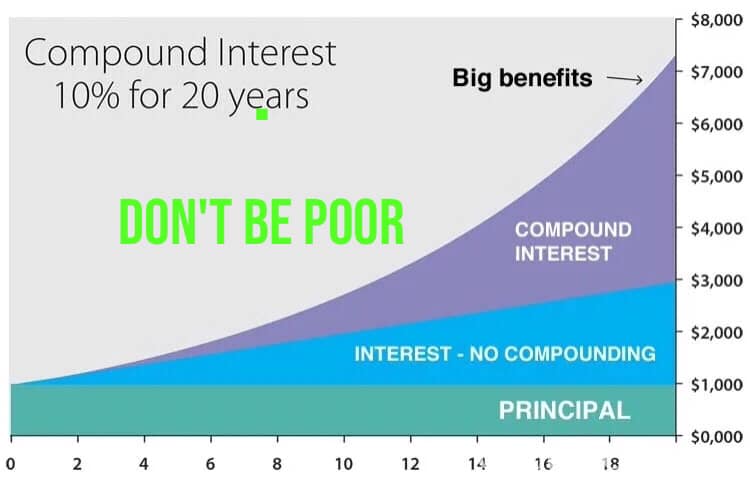 Compound Interest
10% for 20 years
Big benefits
DON'T BE POOR
COMPOUND
INTEREST
INTEREST - NO COMPOUNDING
PRINCIPAL
$8,000
$7,000
$6,000
$5,000
$4,000
$3,000
$2,000
$1,000
$0,000
0 2 4 6 8 10 12 14 16 18